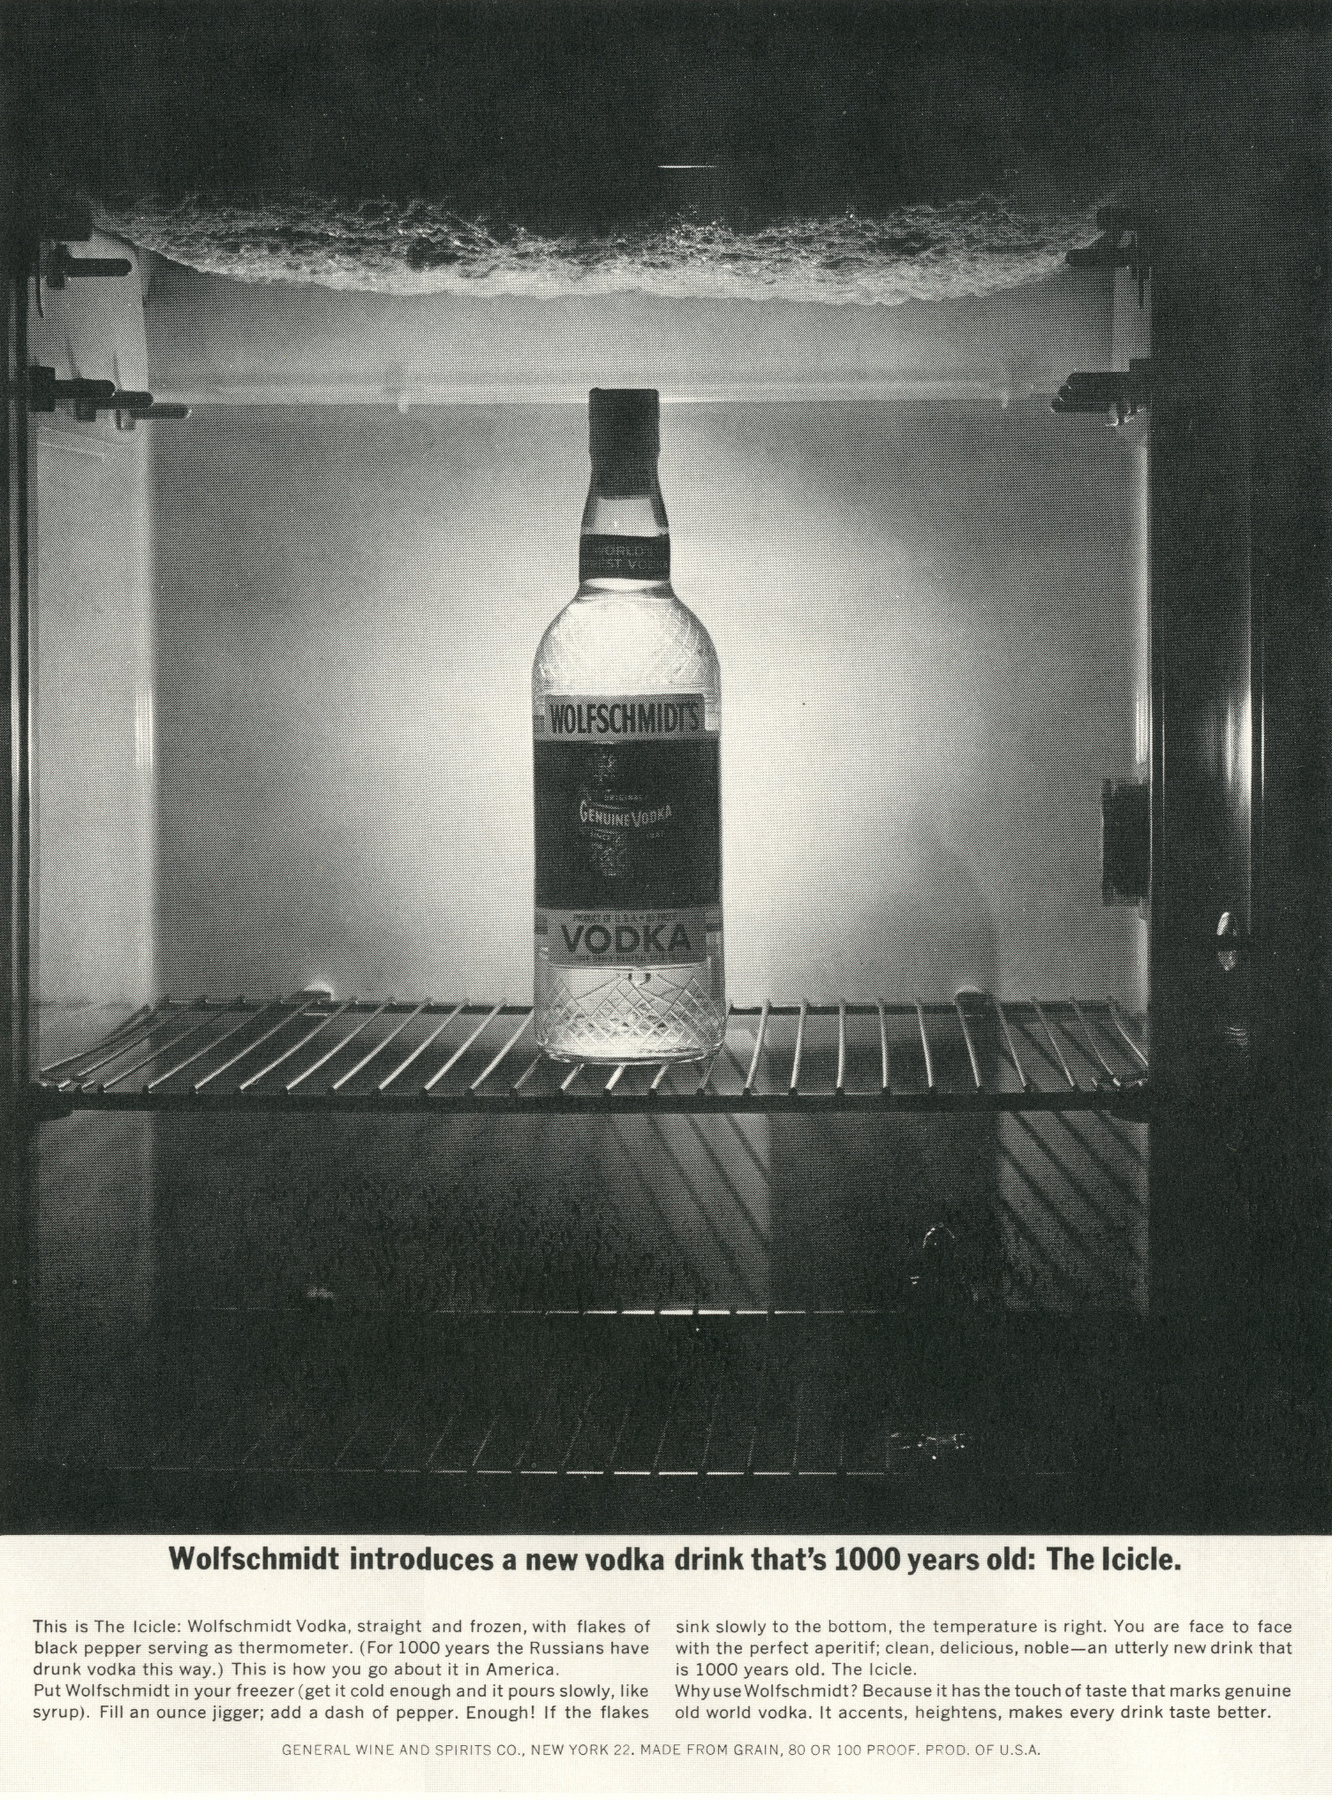 WORLD'S
WOLFSCHMIDT'S
ORIGINAL
GENUINE VODKA
SINCE
PRODUCT OF U.S.A. • 80 PROOF
VODKA
Wolfschmidt introduces a new vodka drink that's 1000 years old: The Icicle.
This is The Icicle: Wolfschmidt Vodka, straight and frozen, with flakes of
black pepper serving as thermometer. (For 1000 years the Russians have
drunk vodka this way.) This is how you go about it in America.
Put Wolfschmidt in your freezer (get it cold enough and it pours slowly, like
syrup). Fill an ounce jigger; add a dash of pepper. Enough! If the flakes
sink slowly to the bottom, the temperature is right. You are face to face
with the perfect aperitif; clean, delicious, noble—an utterly new drink that
is 1000 years old. The Icicle.
Why use Wolfschmidt? Because it has the touch of taste that marks genuine
old world vodka. It accents, heightens, makes every drink taste better.
GENERAL WINE AND SPIRITS CO., NEW YORK 22. MADE FROM GRAIN, 80 OR 100 PROOF. PROD. OF U.S.A.